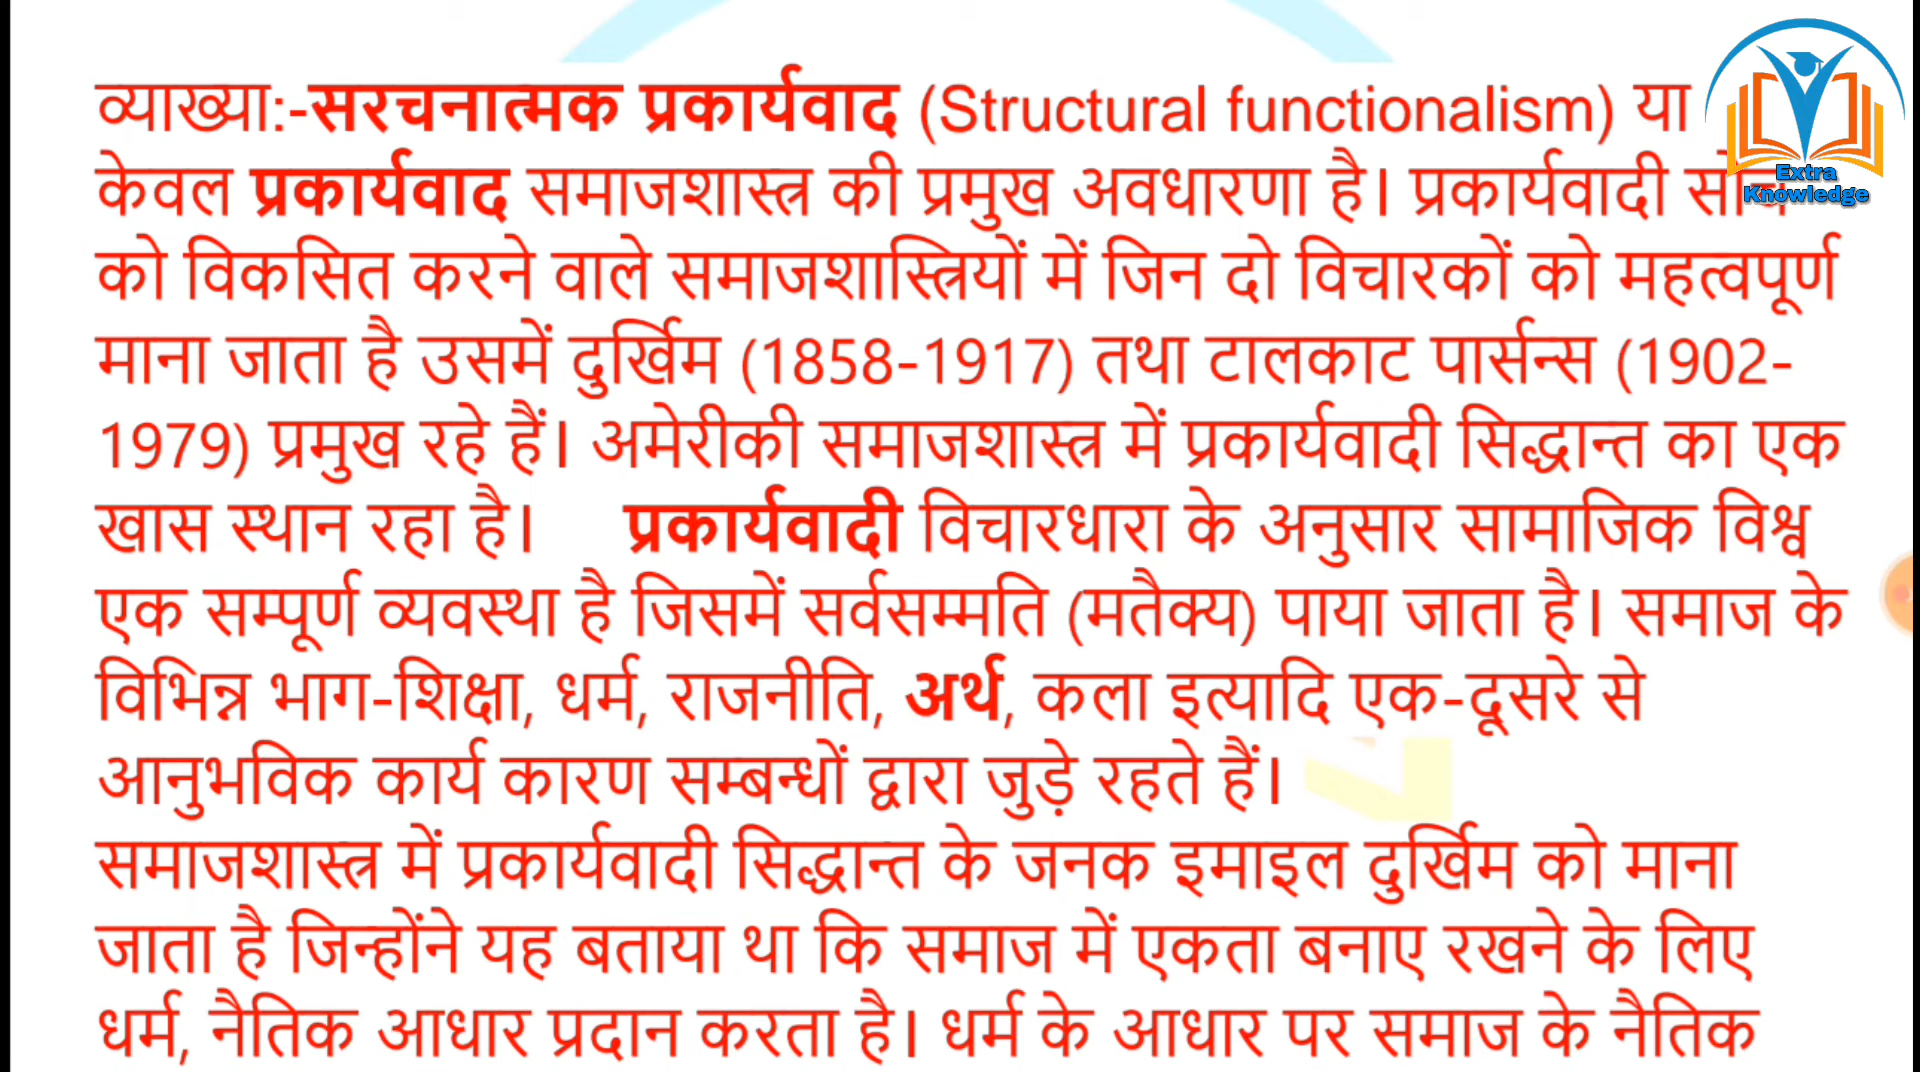 व्याख्या:-सरचनात्मक प्रकार्यवाद (Structural functionalism) या
केवल प्रकार्यवाद समाजशास्त्र की प्रमुख अवधारणा है। प्रकार्यवादी
Extra
Knowledge
को विकसित करने वाले समाजशास्त्रियों में जिन दो विचारकों को महत्वपूर्ण
माना जाता है उसमें दुर्खिम (1858-1917) तथा टालकाट पार्सन्स (1902-
1979) प्रमुख रहे हैं। अमेरीकी समाजशास्त्र में प्रकार्यवादी सिद्धान्त का एक
खास स्थान रहा है। प्रकार्यवादी विचारधारा के अनुसार सामाजिक विश्व
एक सम्पूर्ण व्यवस्था है जिसमें सर्वसम्मति (मतैक्य) पाया जाता है। समाज के
विभिन्न भाग-शिक्षा, धर्म, राजनीति, अर्थ, कला इत्यादि एक-दूसरे से
आनुभविक कार्य कारण सम्बन्धों द्वारा जुड़े रहते हैं।
समाजशास्त्र में प्रकार्यवादी सिद्धान्त के जनक इमाइल दुर्खिम को माना
जाता है जिन्होंने यह बताया था कि समाज में एकता बनाए रखने के लिए
धर्म, नैतिक आधार प्रदान करता है। धर्म के आधार पर समाज के नैतिक